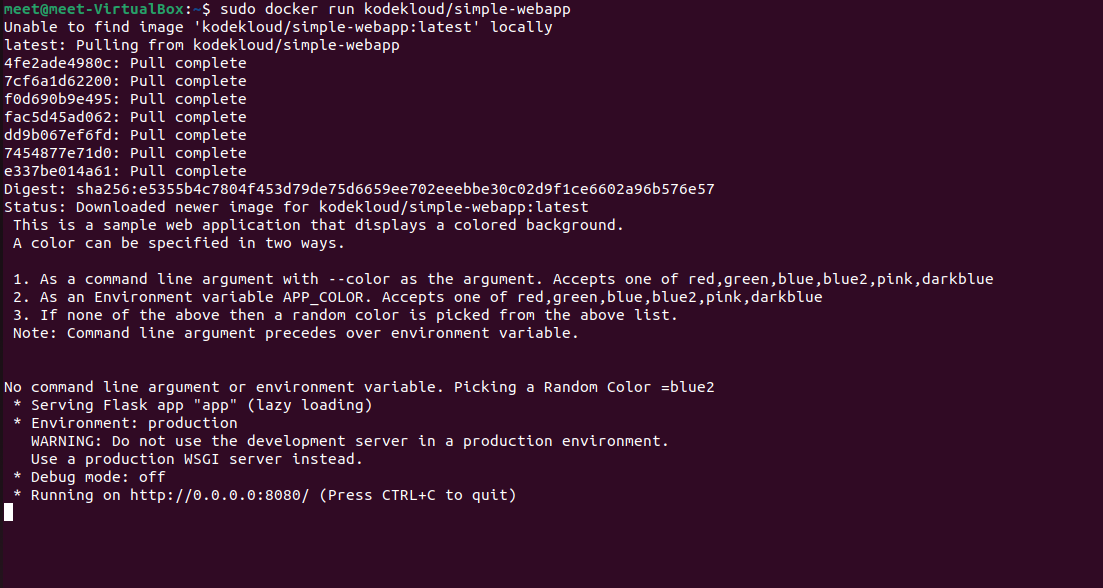 meet@meet-VirtualBox:~$ sudo docker run kodekloud/simple-webapp
Unable to find image 'kodekloud/simple-webapp:latest' locally
latest: Pulling from kodekloud/simple-webapp
4fe2ade4980c: Pull complete
7cf6a1d62200: Pull complete
f0d690b9e495: Pull complete
fac5d45ad062: Pull complete
dd9b067ef6fd: Pull complete
7454877e71d0: Pull complete
e337be014a61: Pull complete
Digest: sha256:e5355b4c7804f453d79de75d6659ee702eeebbe30c02d9f1ce6602a96b576e57
Status: Downloaded newer image for kodekloud/simple-webapp:latest
 This is a sample web application that displays a colored background.
 A color can be specified in two ways.

 1. As a command line argument with --color as the argument. Accepts one of red,green,blue,blue2,pink,darkblue
 2. As an Environment variable APP_COLOR. Accepts one of red,green,blue,blue2,pink,darkblue
 3. If none of the above then a random color is picked from the above list.
 Note: Command line argument precedes over environment variable.


No command line argument or environment variable. Picking a Random Color =blue2
 * Serving Flask app "app" (lazy loading)
 * Environment: production
   WARNING: Do not use the development server in a production environment.
   Use a production WSGI server instead.
 * Debug mode: off
 * Running on http://0.0.0.0:8080/ (Press CTRL+C to quit)